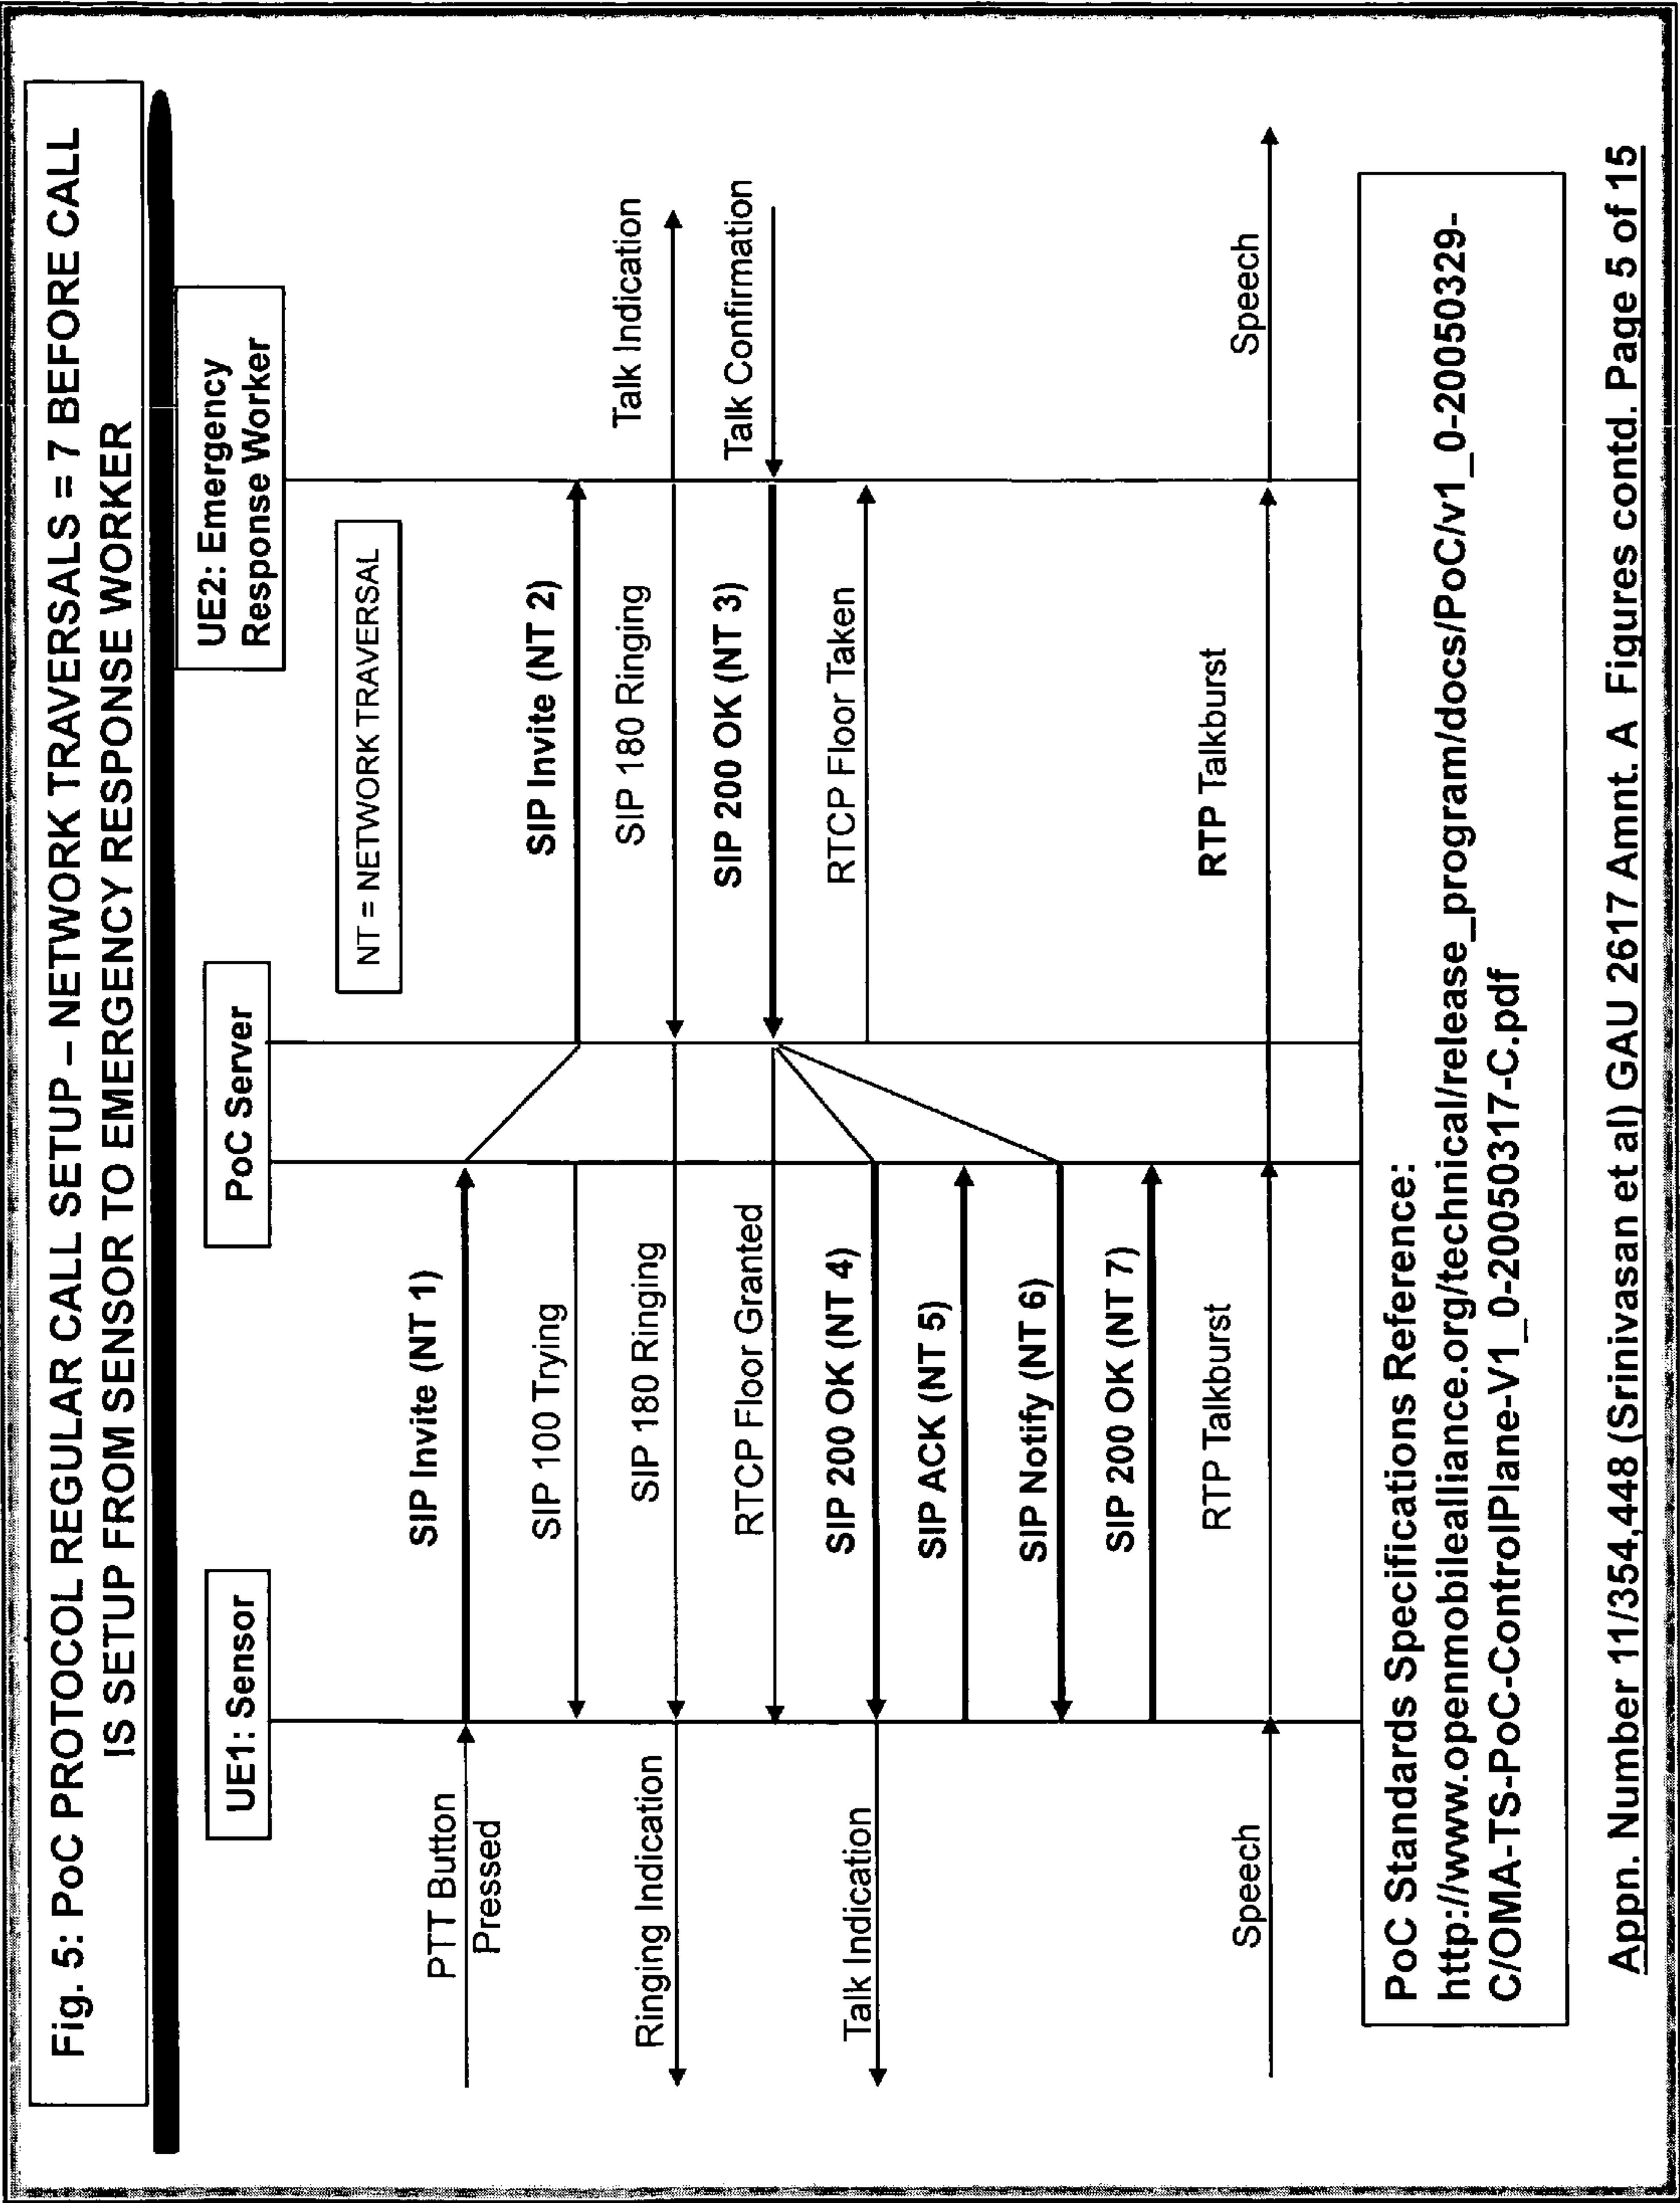 Fig. 5: PoC PROTOCOL REGULAR CALL SETUP – NETWORK TRAVERSALS = 7 BEFORE CALL
IS SETUP FROM SENSOR TO EMERGENCY RESPONSE WORKER
UE1: Sensor
PoC Server
UE2: Emergency
Response Worker
NT = NETWORK TRAVERSAL
PTT Button
Pressed
SIP Invite (NT 1)
SIP 100 Trying
SIP Invite (NT 2)
Ringing Indication
SIP 180 Ringing
SIP 180 Ringing
Talk Indication
RTCP Floor Granted
SIP 200 OK (NT 3)
Talk Confirmation
Talk Indication
SIP 200 OK (NT 4)
RTCP Floor Taken
SIP ACK (NT 5)
SIP Notify (NT 6)
SIP 200 OK (NT 7)
Speech
RTP Talkburst
RTP Talkburst
Speech
PoC Standards Specifications Reference:
http://www.openmobilealliance.org/technical/release_program/docs/PoC/v1_0-20050329-
C/OMA-TS-PoC-ControlPlane-V1_0-20050317-C.pdf
Appn. Number 11/354,448 (Srinivasan et al) GAU 2617 Amnt. A Figures contd. Page 5 of 15